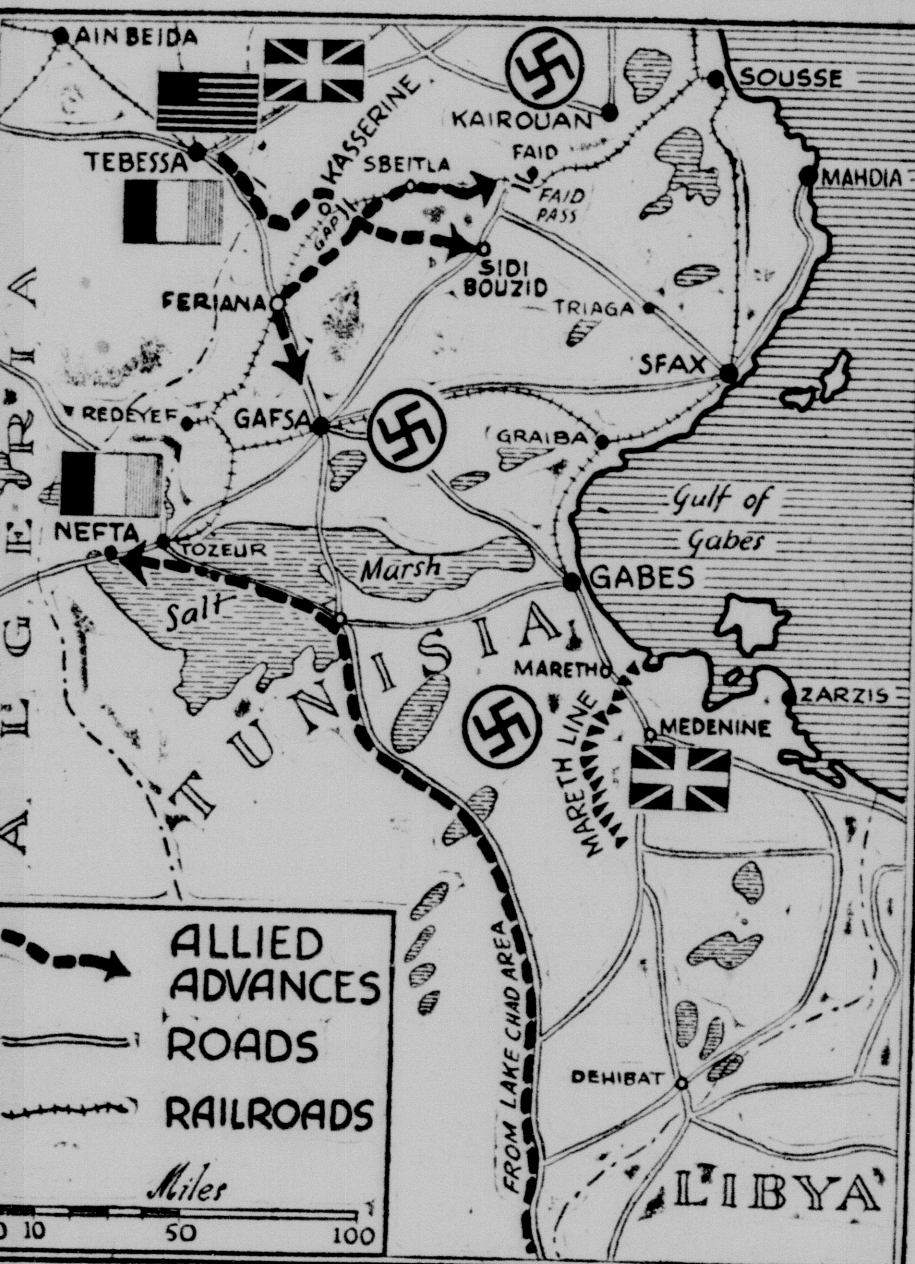 AIN BEIDA
SOUSSE
KAIROUAN
TEBESSA
KASSERINE
GAP
SBEITLA
FAID
FAID
PASS
MAHDIA
SIDI
BOUZID
FERIANA
TRIAGA
SFAX
REDEYEF
GAFSA
GRAIBA
ALGERIA
Gulf of
Gabes
NEFTA
TOZEUR
Marsh
Salt
GABES
TUNISIA
MARETH
ZARZIS
MEDENINE
MARETH LINE
FROM LAKE CHAD AREA
DEHIBAT
LIBYA
ALLIED
ADVANCES
ROADS
RAILROADS
Miles
0 10 50 100